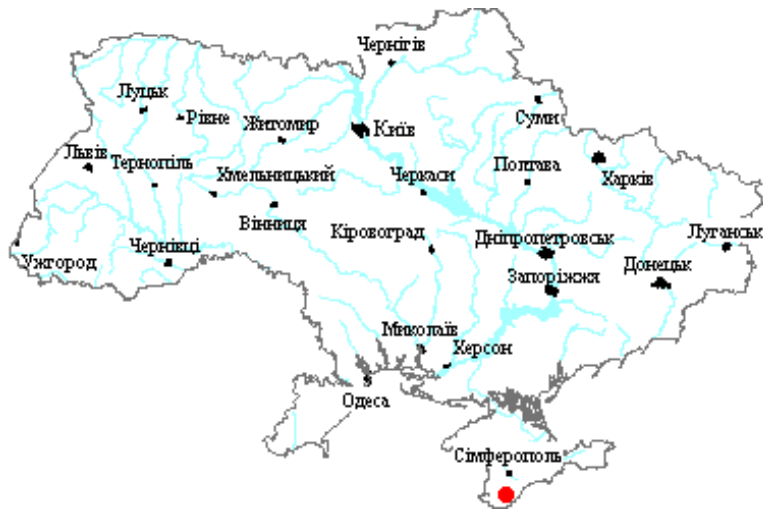 Чернігів
Луцьк
Рівне
Суми
Житомир
Київ
Львів
Тернопіль
Хмельницький
Черкаси
Полтава
Харків
Вінниця
Кіровоград
Дніпропетровськ
Луганськ
Ужгород
Чернівці
Запоріжжя
Донецьк
Миколаїв
Херсон
Одеса
Сімферополь